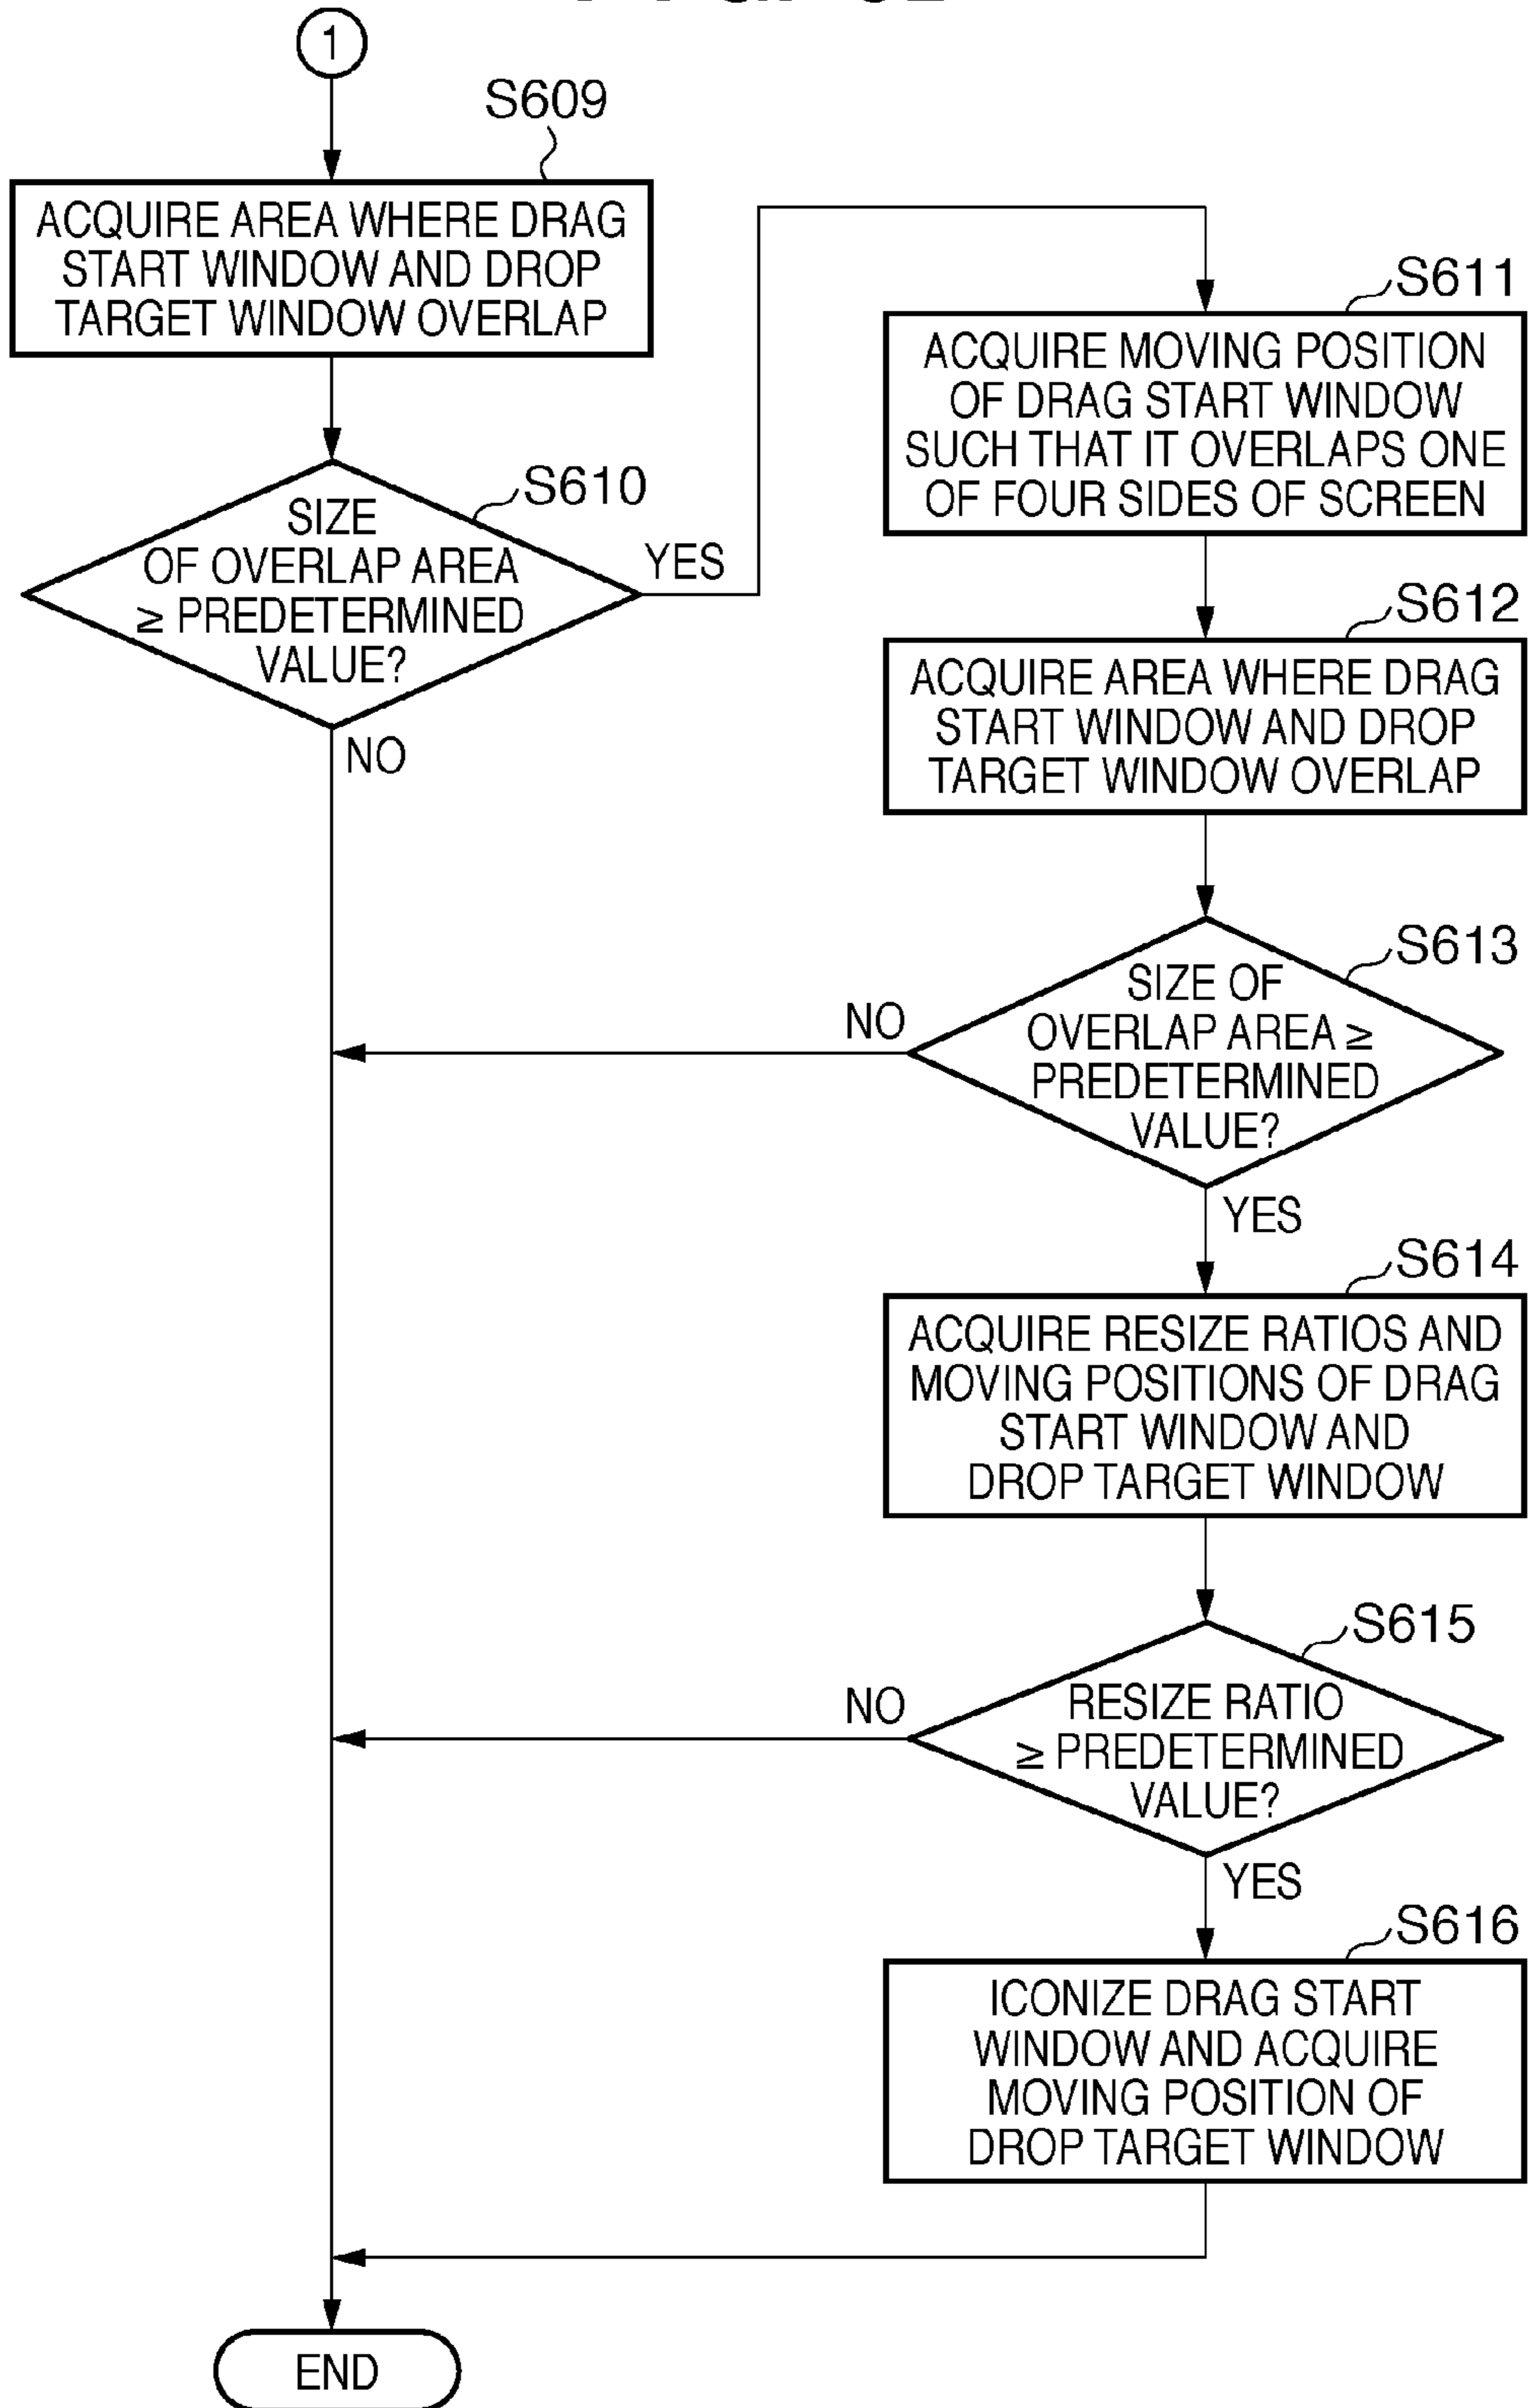 1
S609
ACQUIRE AREA WHERE DRAG
START WINDOW AND DROP
TARGET WINDOW OVERLAP
S610
SIZE
OF OVERLAP AREA
≥ PREDETERMINED
VALUE?
YES
NO
S611
ACQUIRE MOVING POSITION
OF DRAG START WINDOW
SUCH THAT IT OVERLAPS ONE
OF FOUR SIDES OF SCREEN
S612
ACQUIRE AREA WHERE DRAG
START WINDOW AND DROP
TARGET WINDOW OVERLAP
S613
SIZE OF
OVERLAP AREA ≥
PREDETERMINED
VALUE?
NO
YES
S614
ACQUIRE RESIZE RATIOS AND
MOVING POSITIONS OF DRAG
START WINDOW AND
DROP TARGET WINDOW
S615
RESIZE RATIO
≥ PREDETERMINED
VALUE?
NO
YES
S616
ICONIZE DRAG START
WINDOW AND ACQUIRE
MOVING POSITION OF
DROP TARGET WINDOW
END